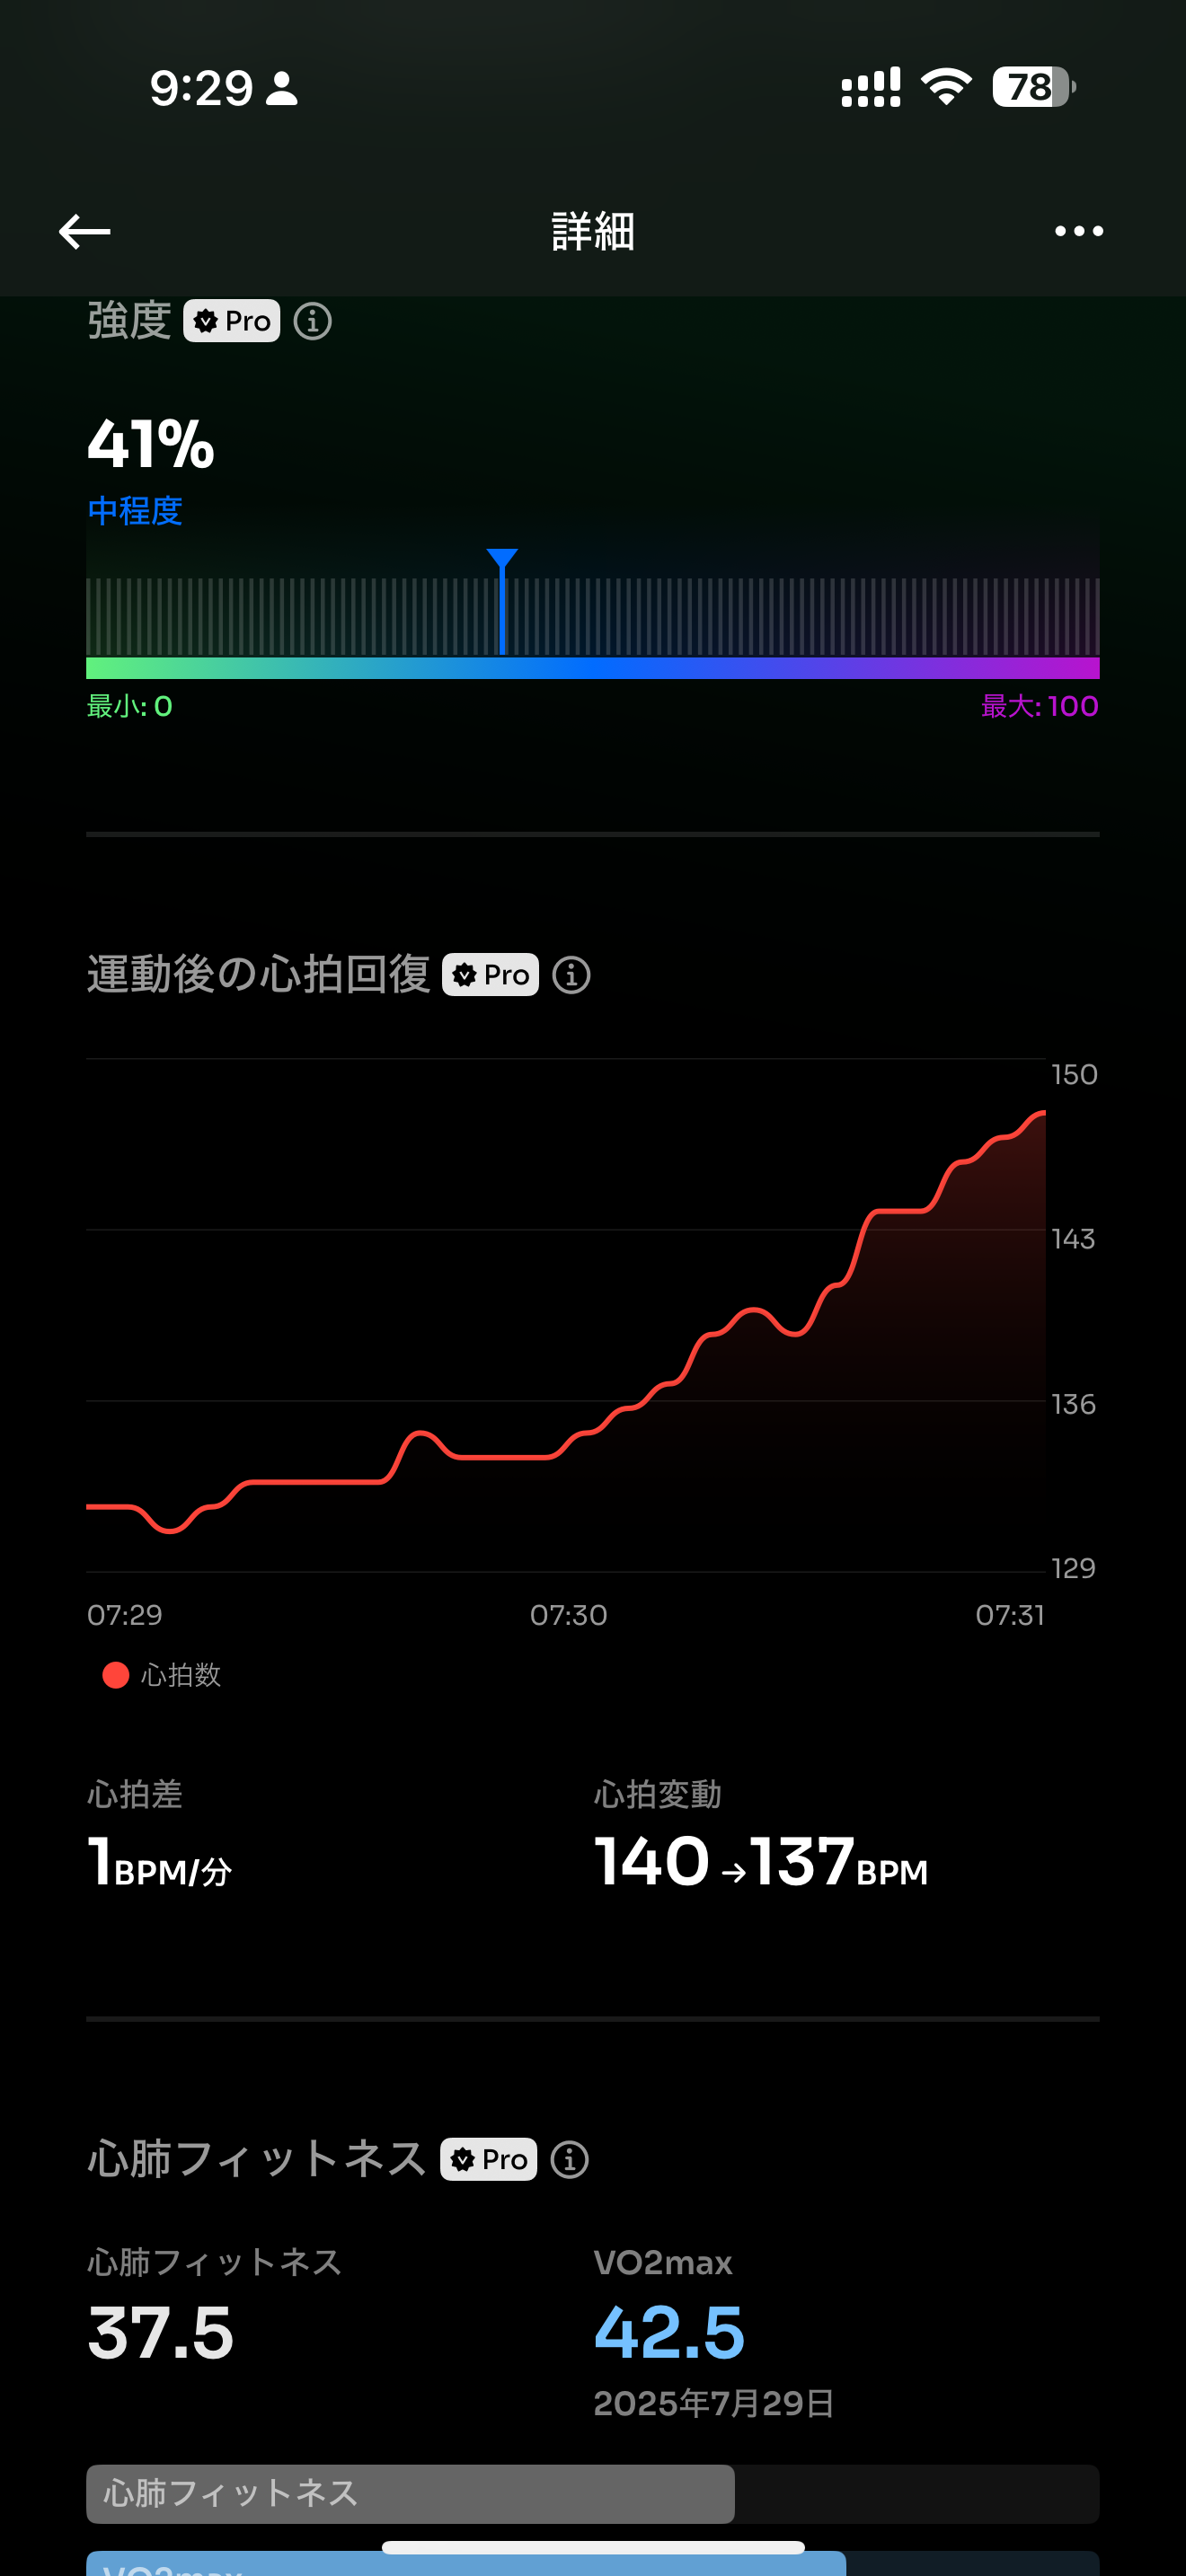 9:29
78
詳細
強度 Pro
41%
中程度
最小: 0
最大: 100
運動後の心拍回復 Pro
150
143
136
129
07:29 07:30 07:31
心拍数
心拍差 心拍変動
1BPM/分 140→137BPM
心肺フィットネス Pro
心肺フィットネス VO2max
37.5 42.5
2025年7月29日
心肺フィットネス
VO2max